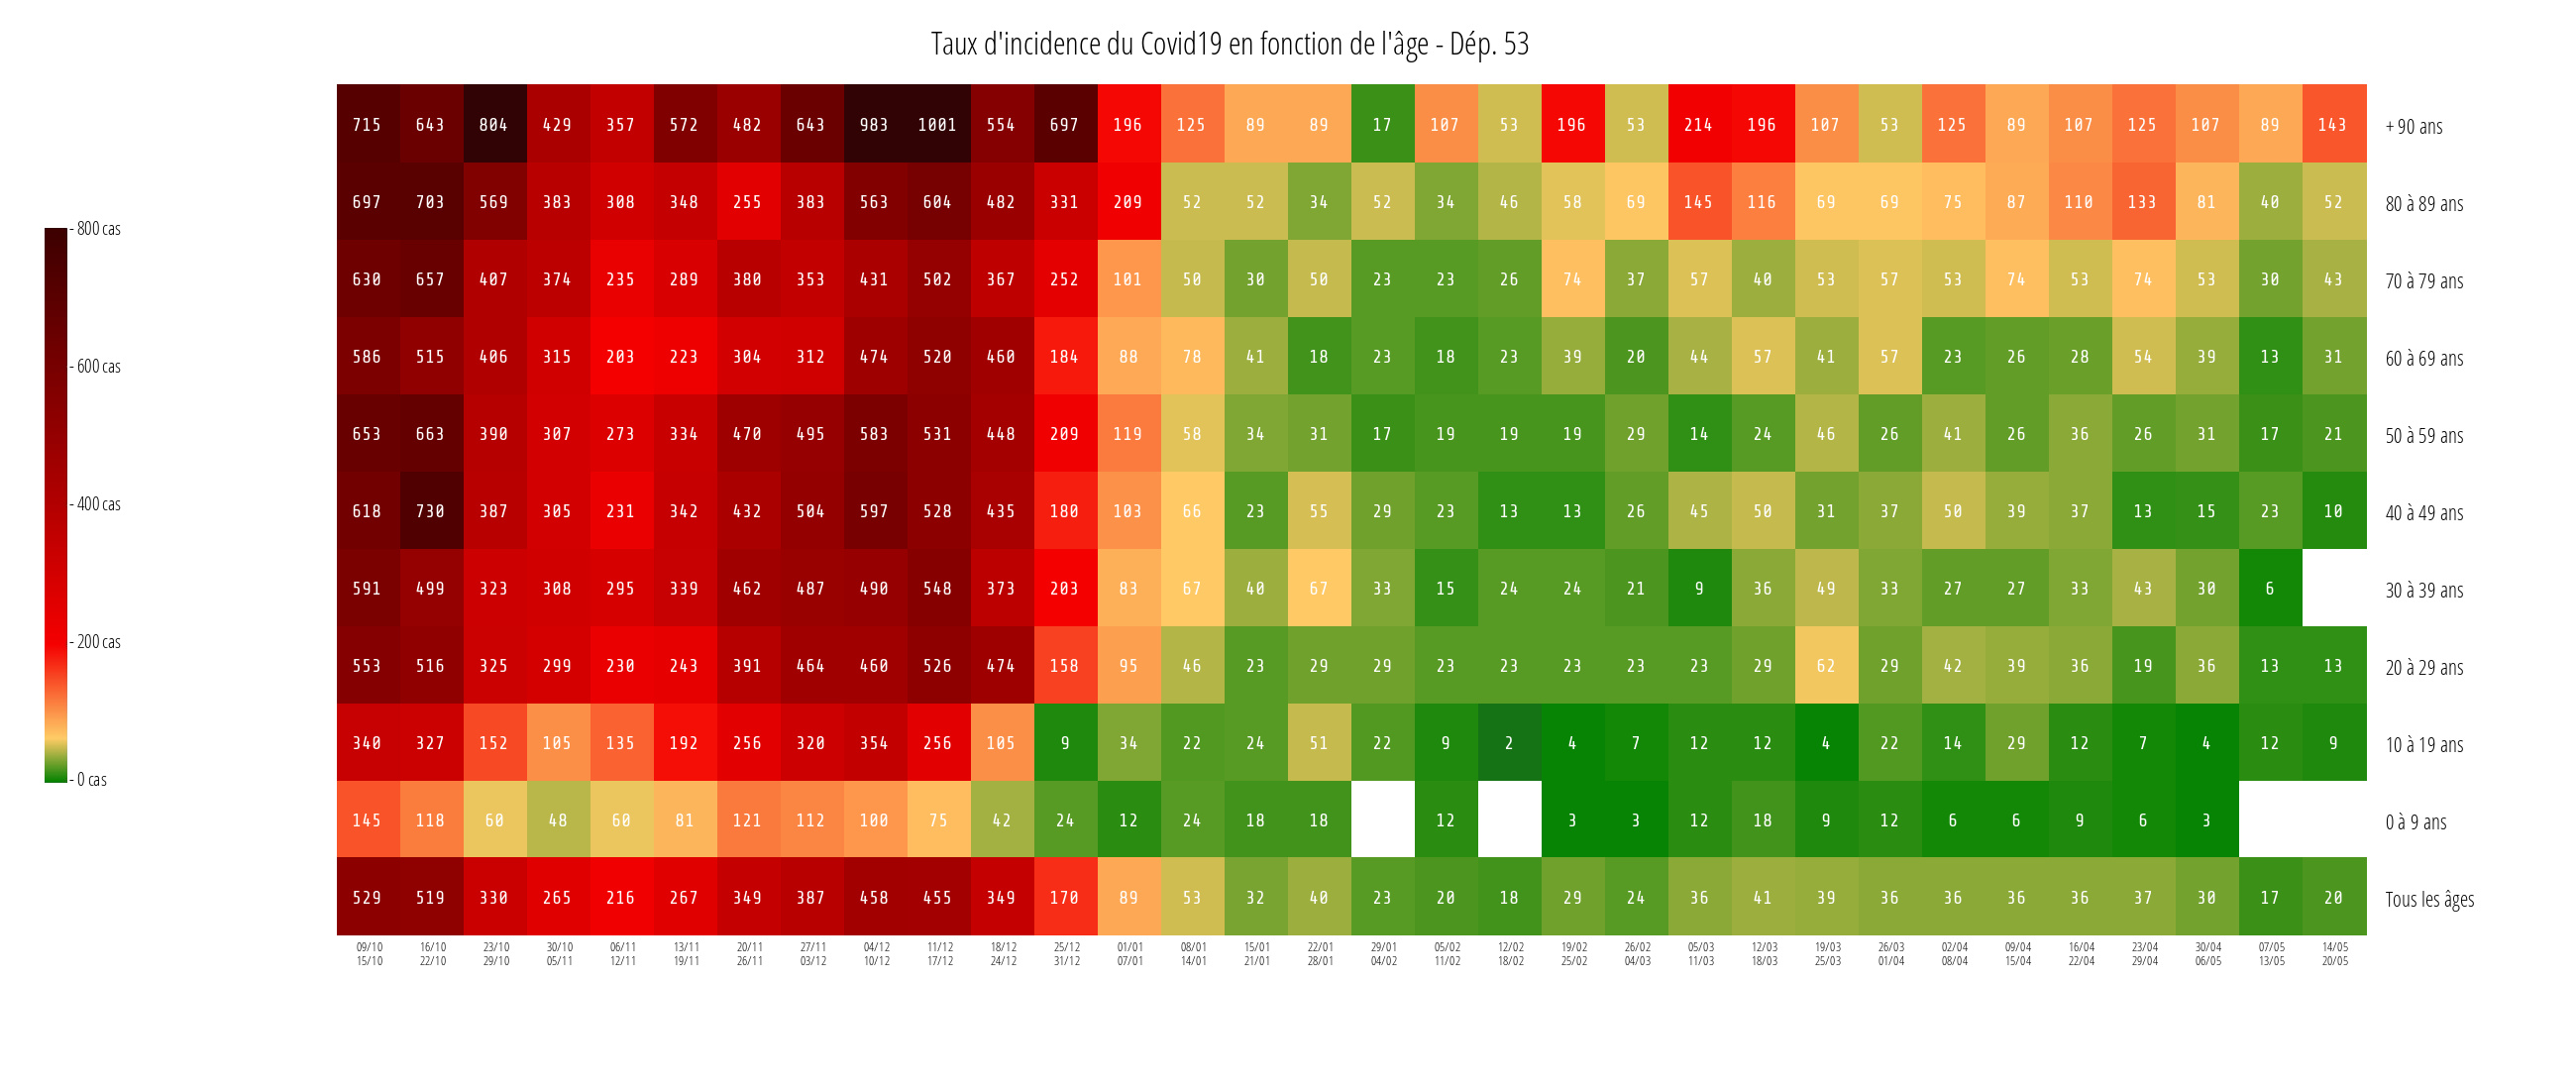 Taux d'incidence du Covid19 en fonction de l'âge - Dép. 53
- 800 cas
- 600 cas
- 400 cas
- 200 cas
- 0 cas
715 643 804 429 357 572 482 643 983 1001 554 697 196 125 89 89 17 107 53 196 53 214 196 107 53 125 89 107 125 107 89 143 + 90 ans
697 703 569 383 308 348 255 383 563 604 482 331 209 52 52 34 52 34 46 58 69 145 116 69 69 75 87 110 133 81 40 52 80 à 89 ans
630 657 407 374 235 289 380 353 431 502 367 252 101 50 30 50 23 23 26 74 37 57 40 53 57 53 74 53 74 53 30 43 70 à 79 ans
586 515 406 315 203 223 304 312 474 520 460 184 88 78 41 18 23 18 23 39 20 44 57 41 57 23 26 28 54 39 13 31 60 à 69 ans
653 663 390 307 273 334 470 495 583 531 448 209 119 58 34 31 17 19 19 19 29 14 24 46 26 41 26 36 26 31 17 21 50 à 59 ans
618 730 387 305 231 342 432 504 597 528 435 180 103 66 23 55 29 23 13 13 26 45 50 31 37 50 39 37 13 15 23 10 40 à 49 ans
591 499 323 308 295 339 462 487 490 548 373 203 83 67 40 67 33 15 24 24 21 9 36 49 33 27 27 33 43 30 6 30 à 39 ans
553 516 325 299 230 243 391 464 460 526 474 158 95 46 23 29 29 23 23 23 23 23 29 62 29 42 39 36 19 36 13 13 20 à 29 ans
340 327 152 105 135 192 256 320 354 256 105 9 34 22 24 51 22 9 2 4 7 12 12 4 22 14 29 12 7 4 12 9 10 à 19 ans
145 118 60 48 60 81 121 112 100 75 42 24 12 24 18 18 12 3 3 12 18 9 12 6 6 9 6 3 0 à 9 ans
529 519 330 265 216 267 349 387 458 455 349 170 89 53 32 40 23 20 18 29 24 36 41 39 36 36 36 36 37 30 17 20 Tous les âges
09/10 16/10 23/10 30/10 06/11 13/11 20/11 27/11 04/12 11/12 18/12 25/12 01/01 08/01 15/01 22/01 29/01 05/02 12/02 19/02 26/02 05/03 12/03 19/03 26/03 02/04 09/04 16/04 23/04 30/04 07/05 14/05
15/10 22/10 29/10 05/11 12/11 19/11 26/11 03/12 10/12 17/12 24/12 31/12 07/01 14/01 21/01 28/01 04/02 11/02 18/02 25/02 04/03 11/03 18/03 25/03 01/04 08/04 15/04 22/04 29/04 06/05 13/05 20/05